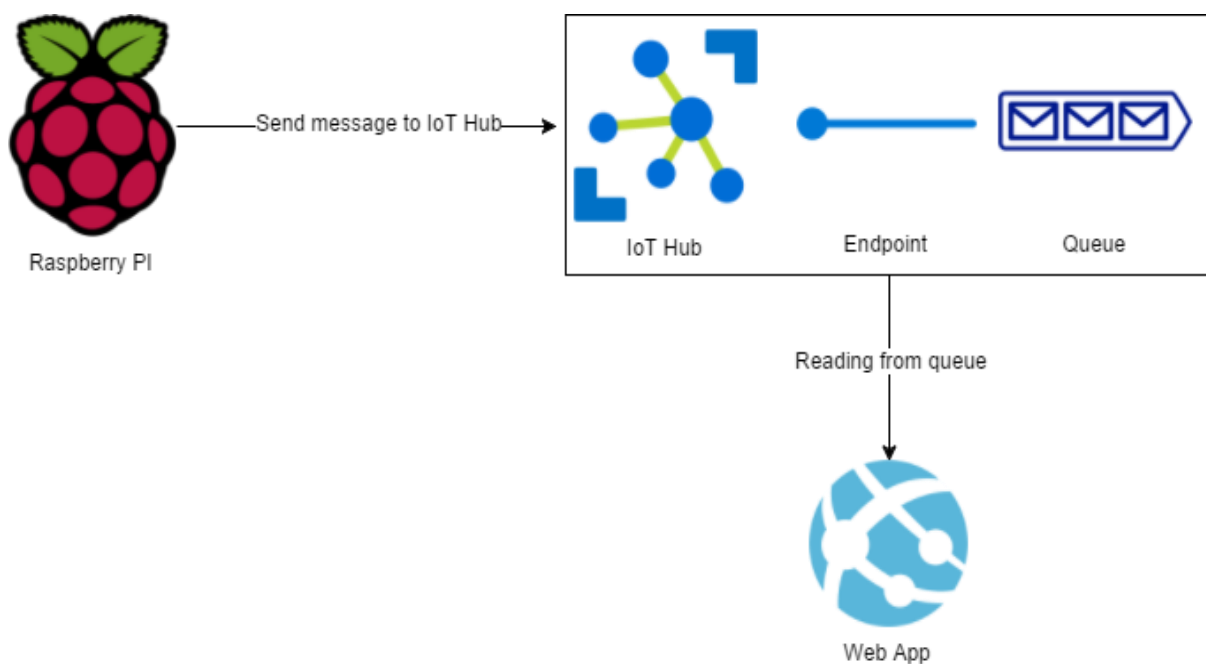 Send message to IoT Hub
Raspberry PI
IoT Hub
Endpoint
Queue
Reading from queue
Web App